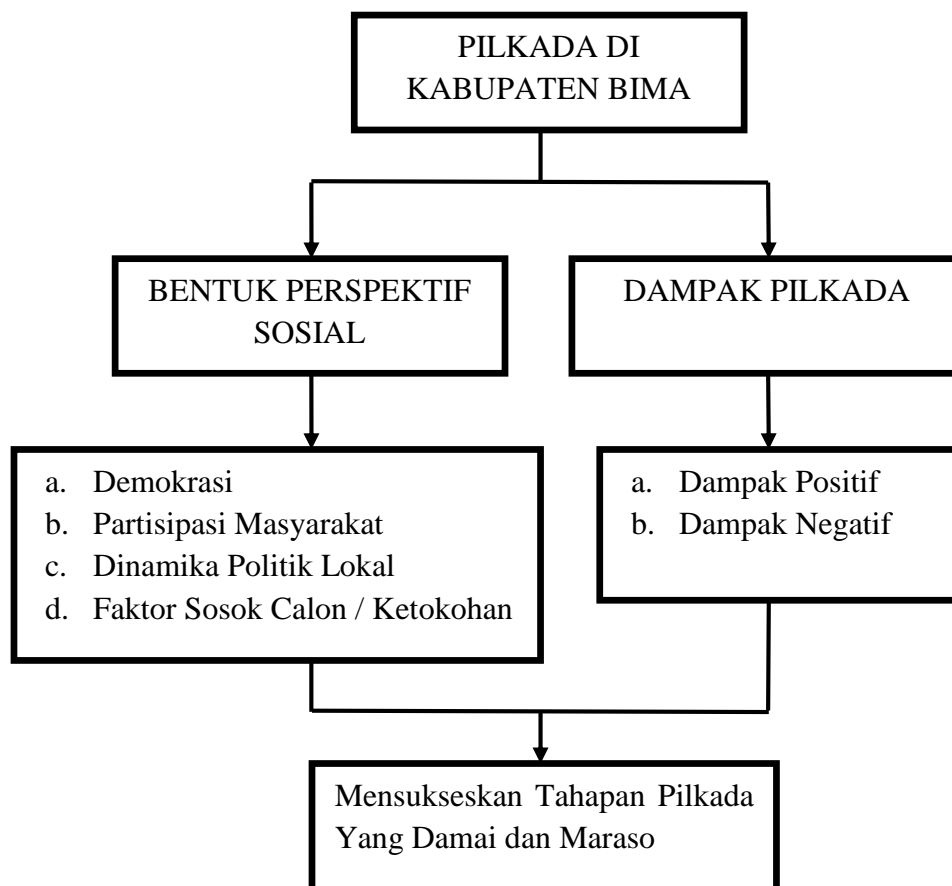 PILKADA DI
KABUPATEN BIMA
BENTUK PERSPEKTIF
SOSIAL
DAMPAK PILKADA
a. Demokrasi
b. Partisipasi Masyarakat
c. Dinamika Politik Lokal
d. Faktor Sosok Calon / Ketokohan
a. Dampak Positif
b. Dampak Negatif
Mensukseskan Tahapan Pilkada
Yang Damai dan Maraso